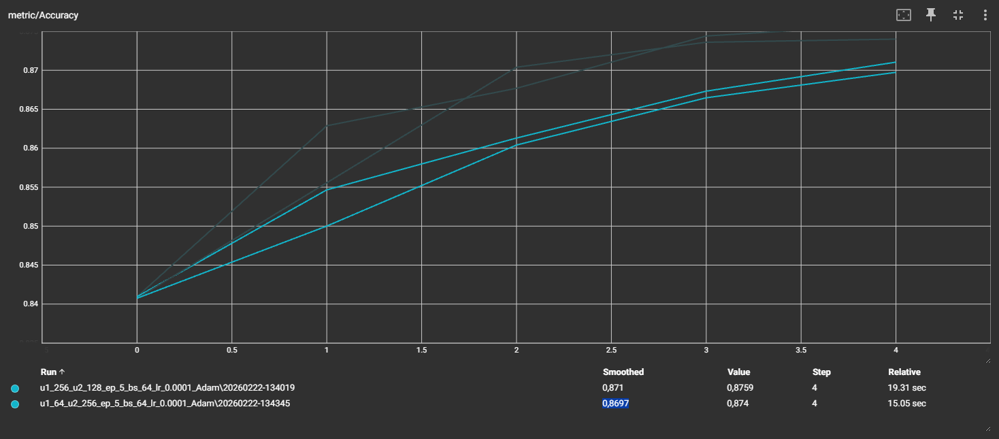 metric/Accuracy
0.87
0.865
0.86
0.855
0.85
0.845
0.84
0 0.5 1 1.5 2 2.5 3 3.5 4
Run ↑ Smoothed Value Step Relative
u1_256_u2_128_ep_5_bs_64_lr_0.0001_Adam\20260222-134019 0,871 0,8759 4 19.31 sec
u1_64_u2_256_ep_5_bs_64_lr_0.0001_Adam\20260222-134345 0,8697 0,874 4 15.05 sec